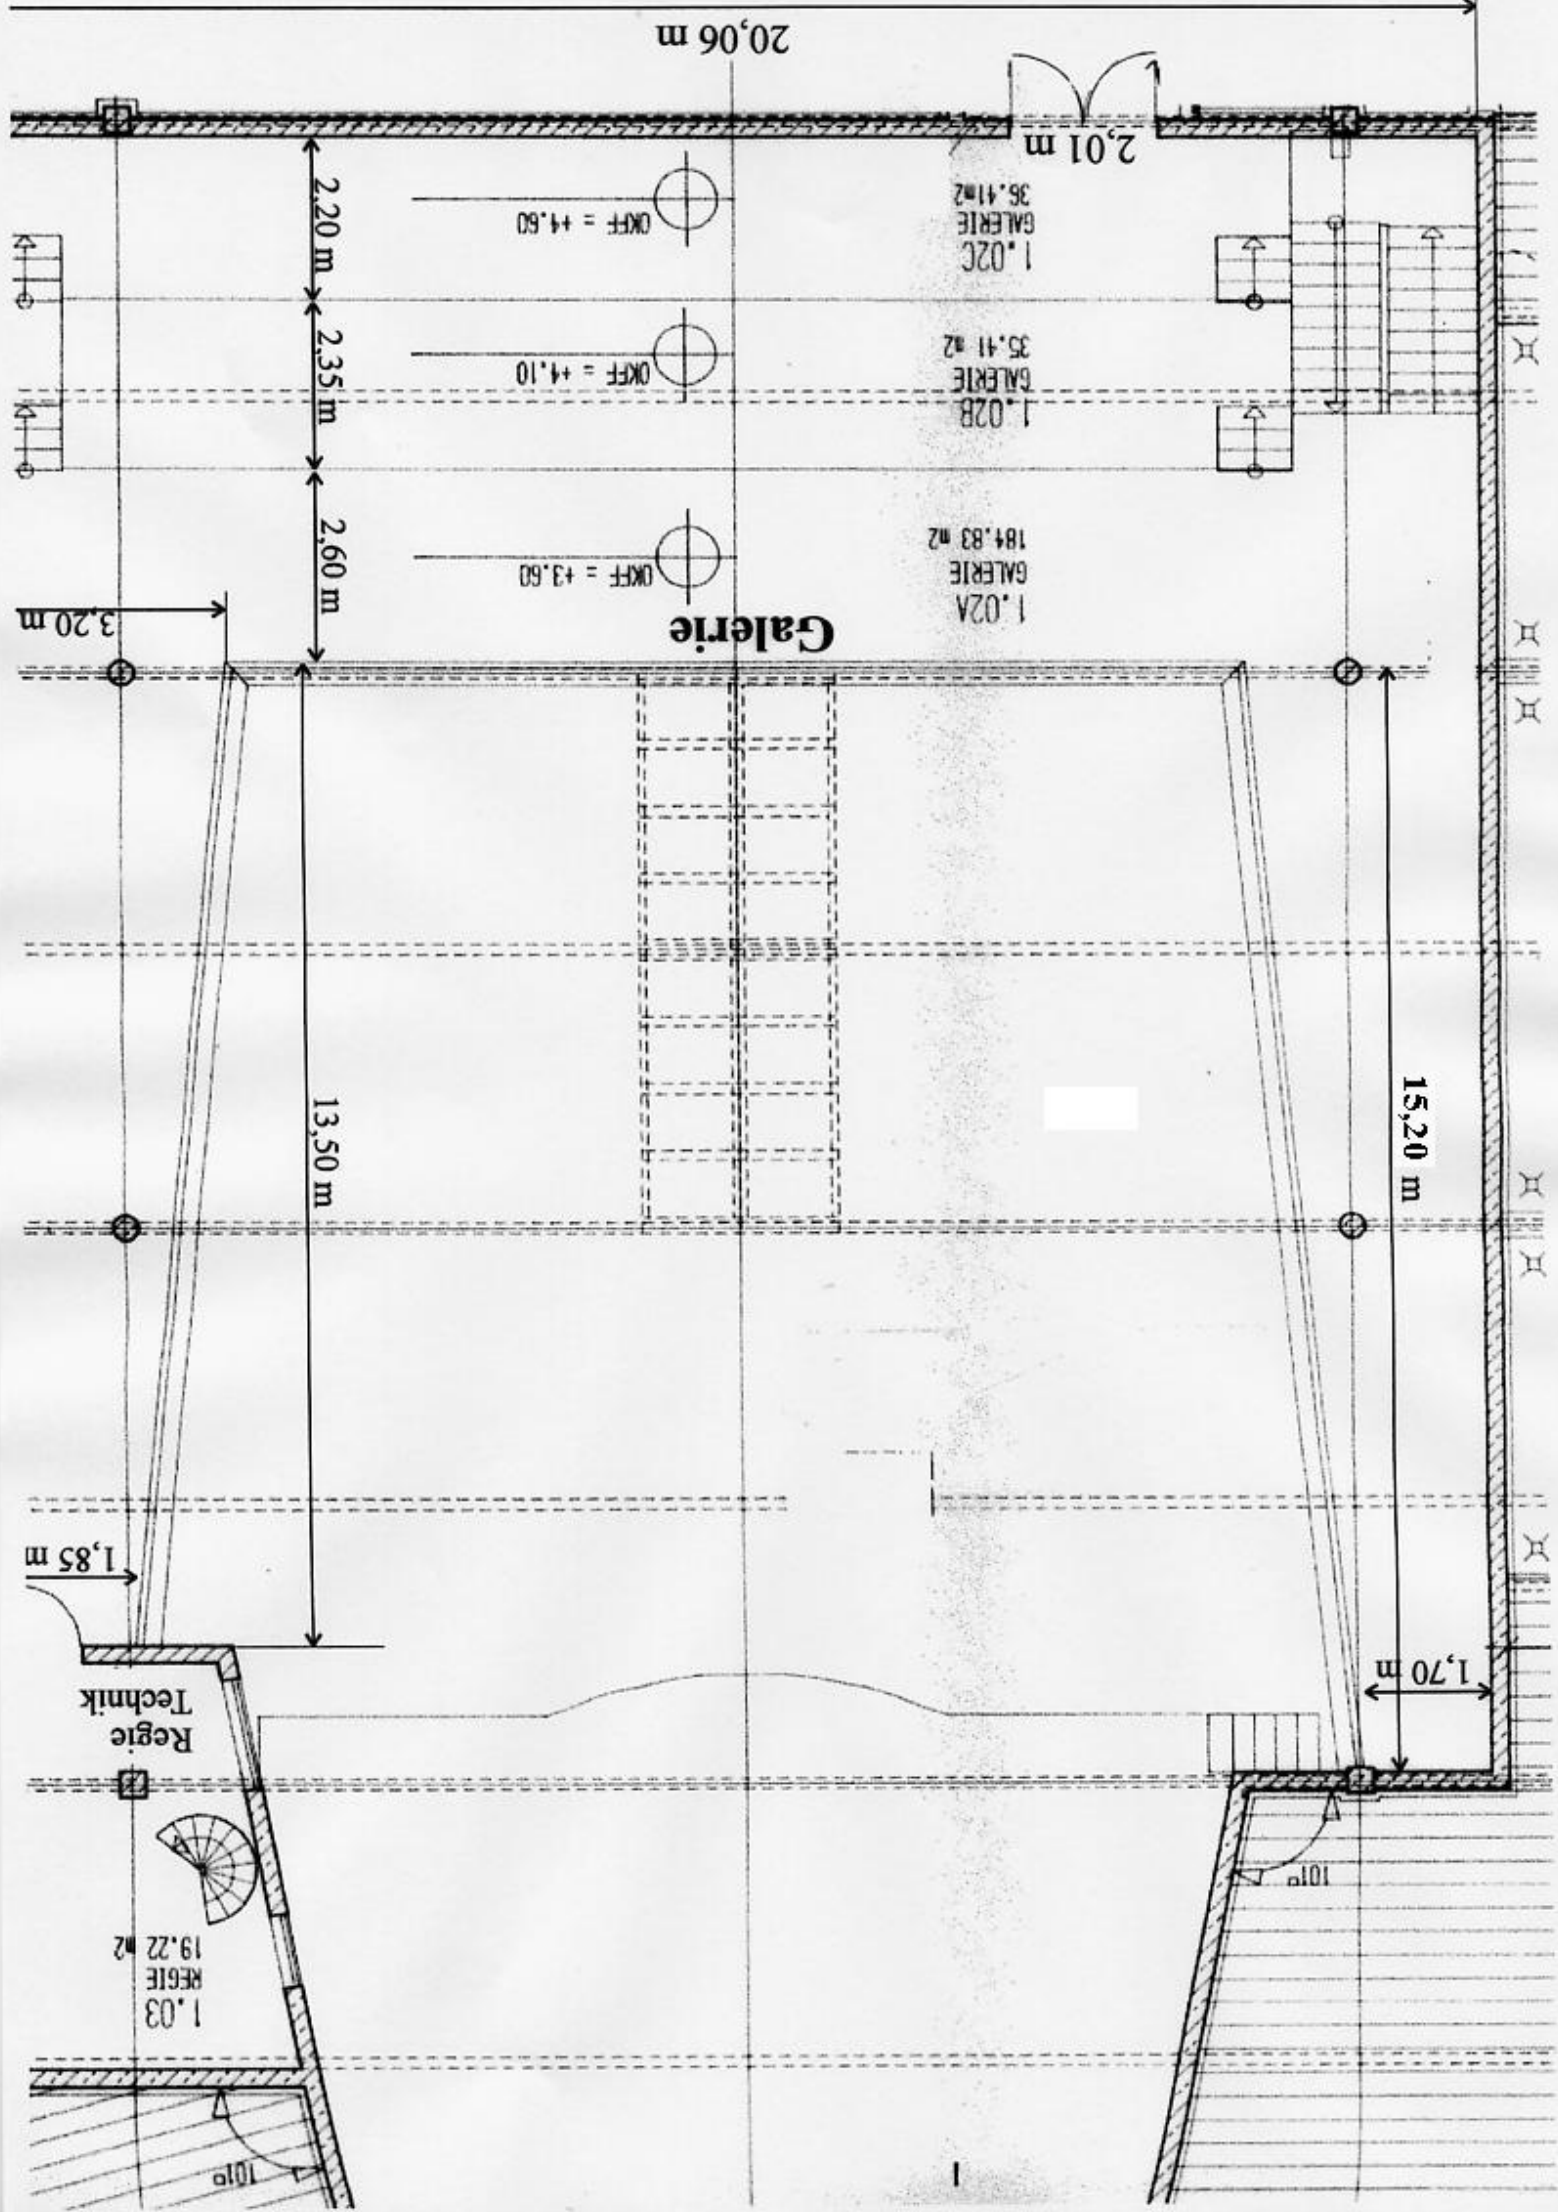 101°
1.03
REGIE
19.22 m2
101°
Regie
Technik
1,70 m
1,85 m
15,20 m
13,50 m
Galerie
3,20 m
1.02A
GALERIE
184.83 m2
OKFF = +3.60
2,60 m
1.02B
GALERIE
35.41 m2
OKFF = +4.10
2,35 m
1.02C
GALERIE
36.41m2
OKFF = +4.60
2,20 m
2,01 m
20,06 m